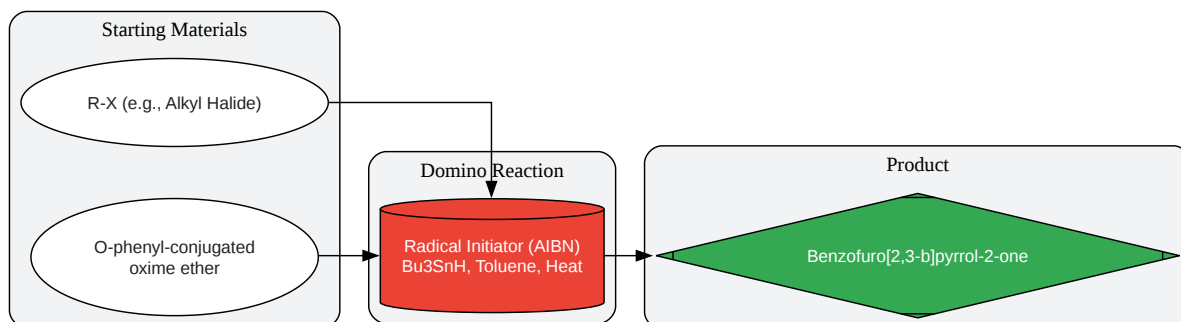 Starting Materials
R-X (e.g., Alkyl Halide)
O-phenyl-conjugated
oxime ether
Domino Reaction
Radical Initiator (AIBN)
Bu3SnH, Toluene, Heat
Product
Benzofuro[2,3-b]pyrrol-2-one